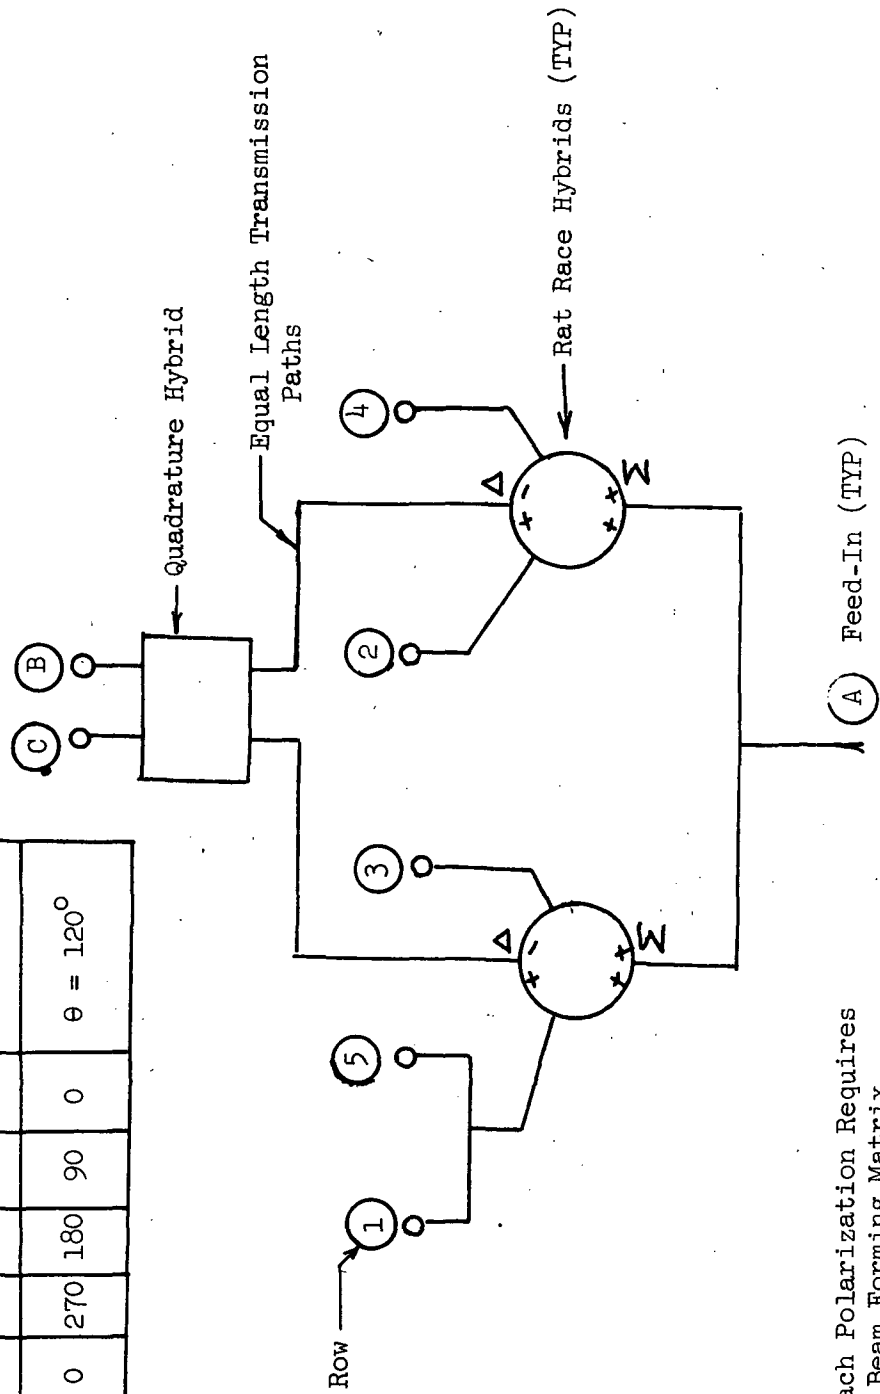 0 270 180 90 0 θ = 120°
C B
Quadrature Hybrid
Equal Length Transmission
Paths
Row
1 5 3 2 4
Δ Δ
+ - + -
+ + + +
Σ Σ
Rat Race Hybrids (TYP)
A Feed-In (TYP)
ach Polarization Requires
Beam Forming Matrix